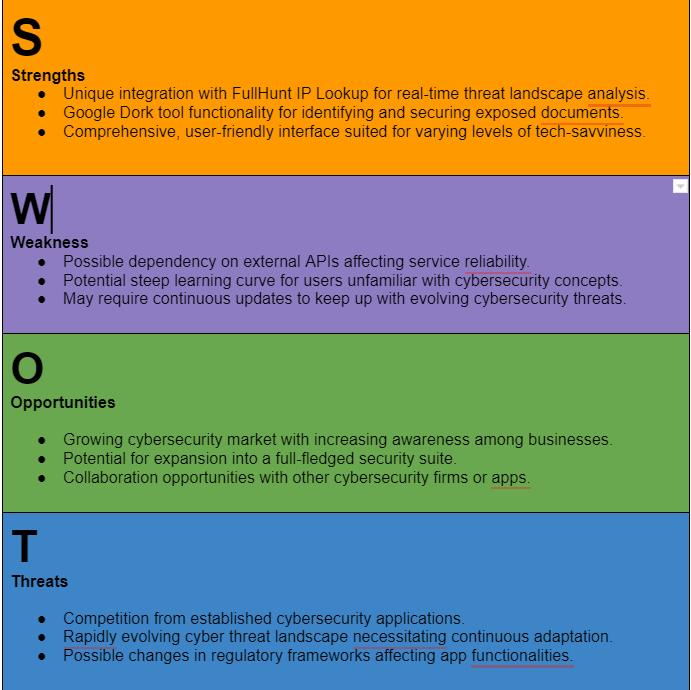 S
Strengths
● Unique integration with FullHunt IP Lookup for real-time threat landscape analysis.
● Google Dork tool functionality for identifying and securing exposed documents.
● Comprehensive, user-friendly interface suited for varying levels of tech-savviness.
W
Weakness
● Possible dependency on external APIs affecting service reliability.
● Potential steep learning curve for users unfamiliar with cybersecurity concepts.
● May require continuous updates to keep up with evolving cybersecurity threats.
O
Opportunities
● Growing cybersecurity market with increasing awareness among businesses.
● Potential for expansion into a full-fledged security suite.
● Collaboration opportunities with other cybersecurity firms or apps.
T
Threats
● Competition from established cybersecurity applications.
● Rapidly evolving cyber threat landscape necessitating continuous adaptation.
● Possible changes in regulatory frameworks affecting app functionalities.